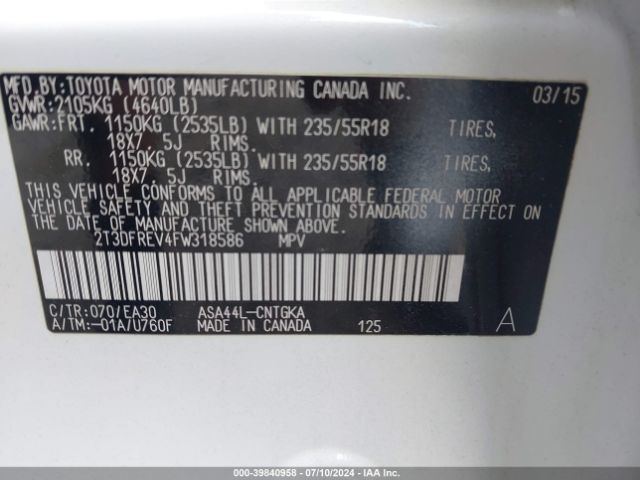 MFD.BY:TOYOTA MOTOR MANUFACTURING CANADA INC. 03/15
GVWR:2105KG (4640LB)
GAWR:FRT. 1150KG (2535LB) WITH 235/55R18 TIRES,
18X7. 5J RIMS.
RR. 1150KG (2535LB) WITH 235/55R18 TIRES,
18X7. 5J RIMS.
THIS VEHICLE CONFORMS TO ALL APPLICABLE FEDERAL MOTOR
VEHICLE SAFETY AND THEFT PREVENTION STANDARDS IN EFFECT ON
THE DATE OF MANUFACTURE SHOWN ABOVE.
2T3DFREV4FW318586 MPV
C/TR:070/EA30 ASA44L-CNTGKA
A/TM:-01A/U760F MADE IN CANADA 125 A
000-39840958 - 07/10/2024 - IAA Inc.